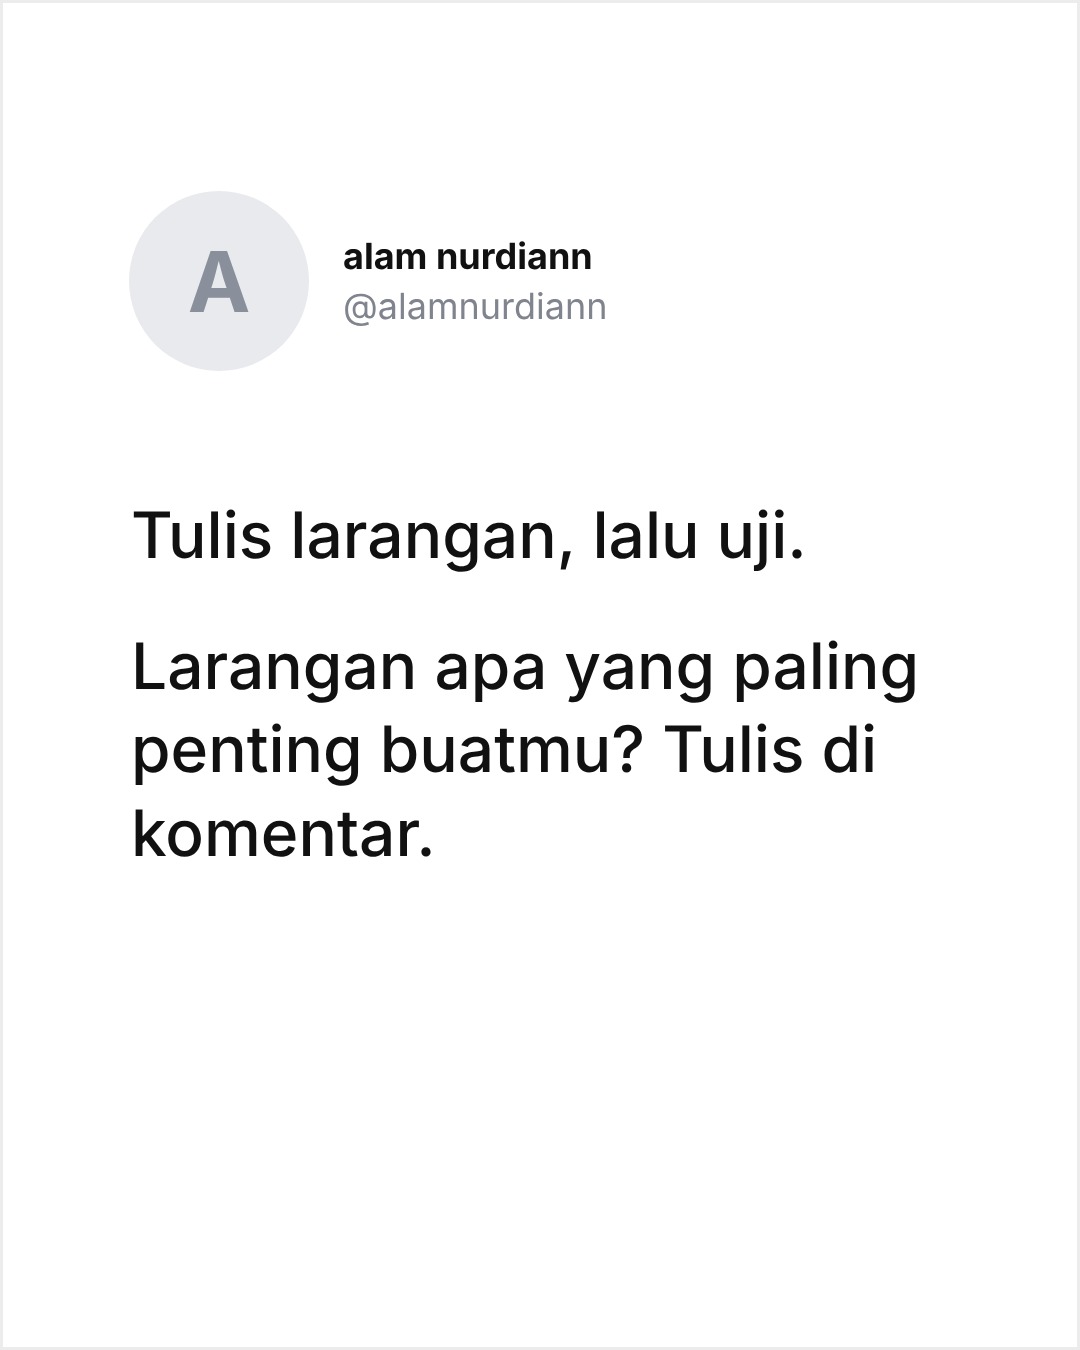 A
alam nurdiann
@alamnurdiann
Tulis larangan, lalu uji.
Larangan apa yang paling
penting buatmu? Tulis di
komentar.